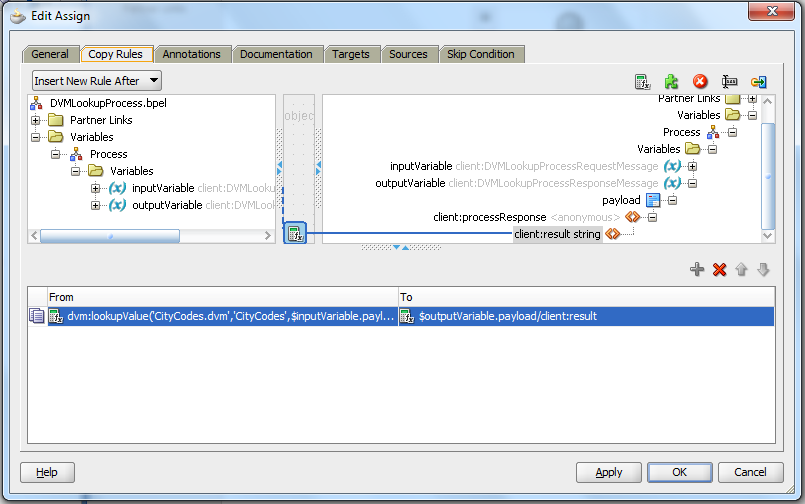 Edit Assign
General
Copy Rules
Annotations
Documentation
Targets
Sources
Skip Condition
Insert New Rule After
DVMLookupProcess.bpel
Partner Links
Variables
Process
Variables
inputVariable client:DVMLooku
outputVariable client:DVMLoo
objec
Partner Links
Variables
Process
Variables
inputVariable client:DVMLookupProcessRequestMessage
outputVariable client:DVMLookupProcessResponseMessage
payload
client:processResponse <anonymous>
client:result string
From
To
dvm:lookupValue('CityCodes.dvm','CityCodes',$inputVariable.payl...
$outputVariable.payload/client:result
Help
Apply
OK
Cancel